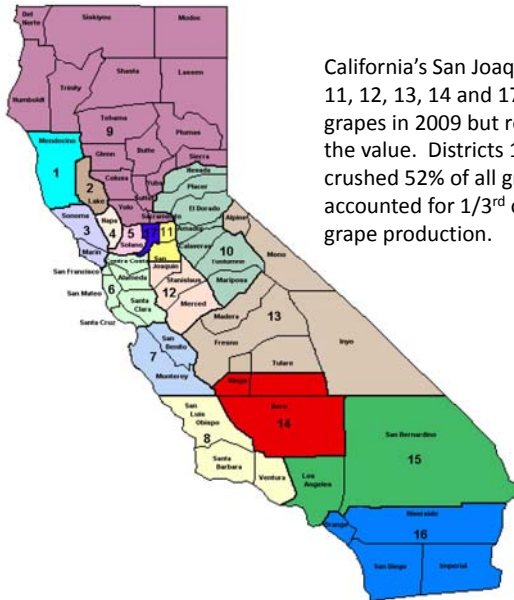 Del
Norte
Siskiyou
Modoc
Humboldt
Trinity
Shasta
Lassen
Tehama
9
Plumas
Mendocino
1
Glenn
Butte
Sierra
Nevada
2
Lake
Colusa
Yuba
Placer
Sutter
Yolo
El Dorado
Sonoma
3
Napa
4
5
Solano
Sacramento
17
11
Amador
Alpine
Marin
Contra Costa
San
Joaquin
Calaveras
10
Tuolumne
Mono
San Francisco
Alameda
Stanislaus
Mariposa
6
San Mateo
Santa
Clara
12
Merced
Santa Cruz
Madera
13
7
San
Benito
Fresno
Inyo
Monterey
Tulare
Kings
San
Luis
Obispo
8
Kern
14
San Bernardino
15
Santa
Barbara
Ventura
Los
Angeles
Orange
Riverside
16
San Diego
Imperial
California's San Joaq
11, 12, 13, 14 and 17
grapes in 2009 but re
the value. Districts 1
crushed 52% of all gr
accounted for 1/3rd o
grape production.